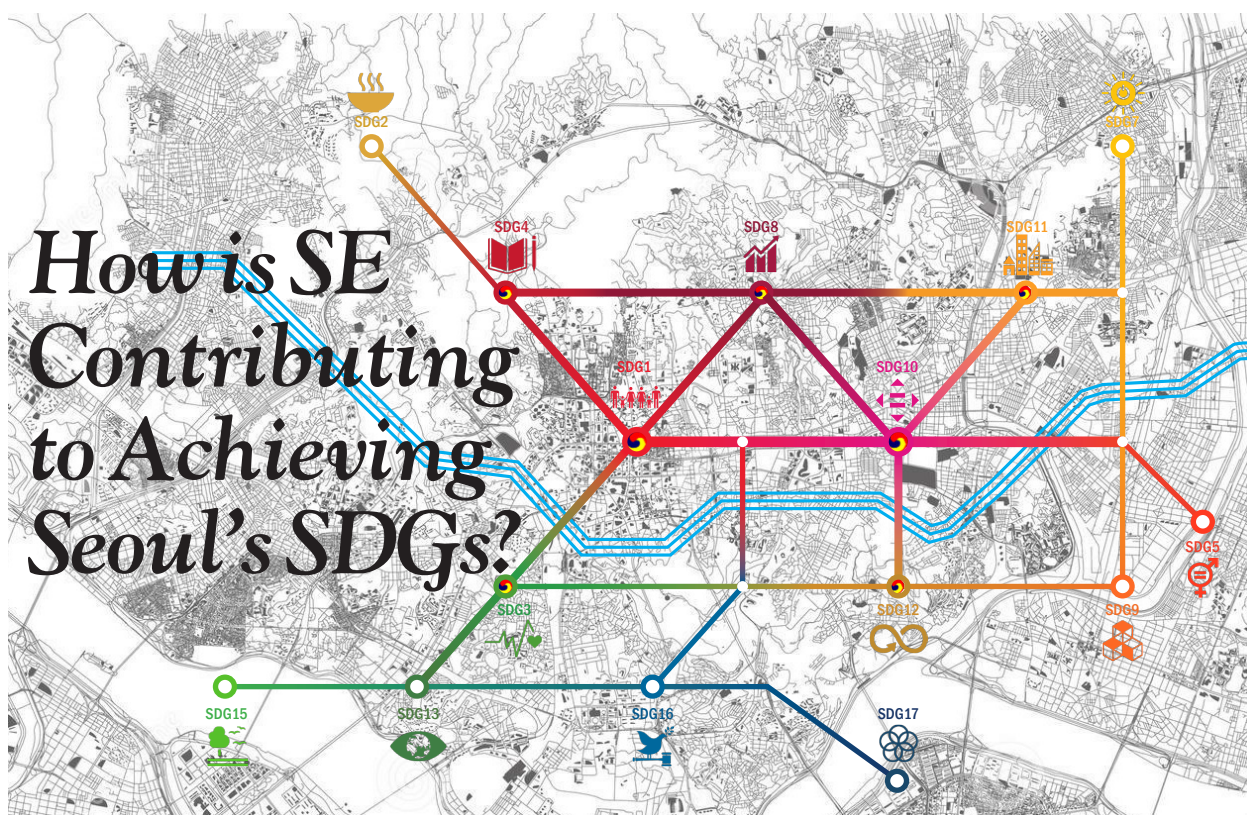 SDG2
SDG7
SDG4
SDG8
SDG11
How is SE
Contributing
to Achieving
Seoul's SDGs?
SDG1
SDG10
SDG5
SDG3
SDG12
SDG9
SDG15
SDG13
SDG16
SDG17